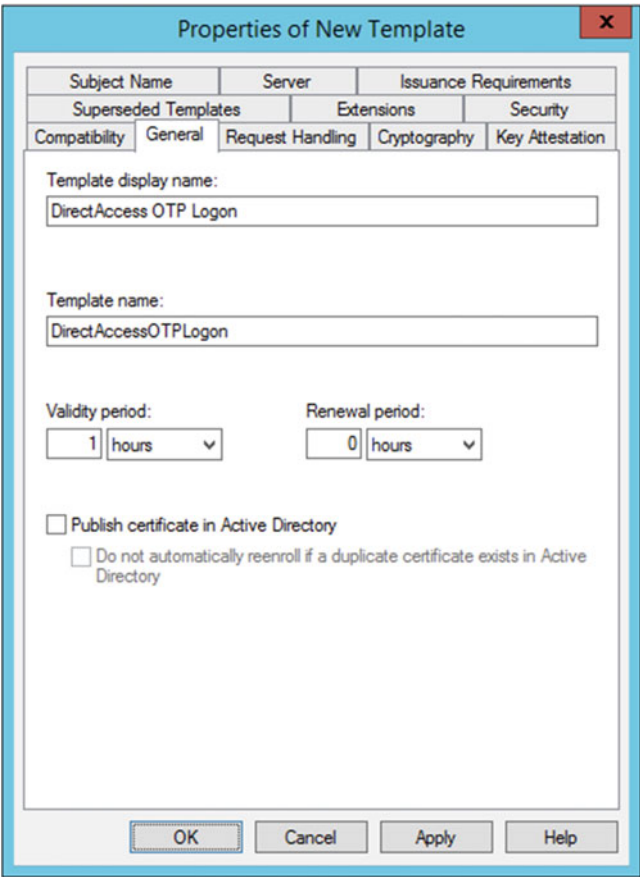 Properties of New Template
x
Subject Name Server Issuance Requirements
Superseded Templates Extensions Security
Compatibility General Request Handling Cryptography Key Attestation
Template display name:
DirectAccess OTP Logon
Template name:
DirectAccessOTPLogon
Validity period: Renewal period:
1 hours 0 hours
Publish certificate in Active Directory
Do not automatically reenroll if a duplicate certificate exists in Active
Directory
OK Cancel Apply Help